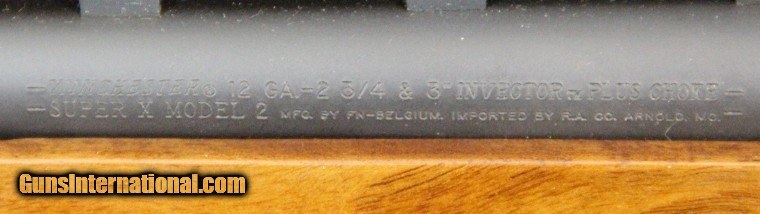 -WINCHESTER® 12 GA.-2 3/4 & 3" INVECTOR PLUS CHOKE-
-SUPER X MODEL 2 MFG. BY FN-BELGIUM. IMPORTED BY R.A. CO. ARNOLD, MO.-
GunsInternational.com